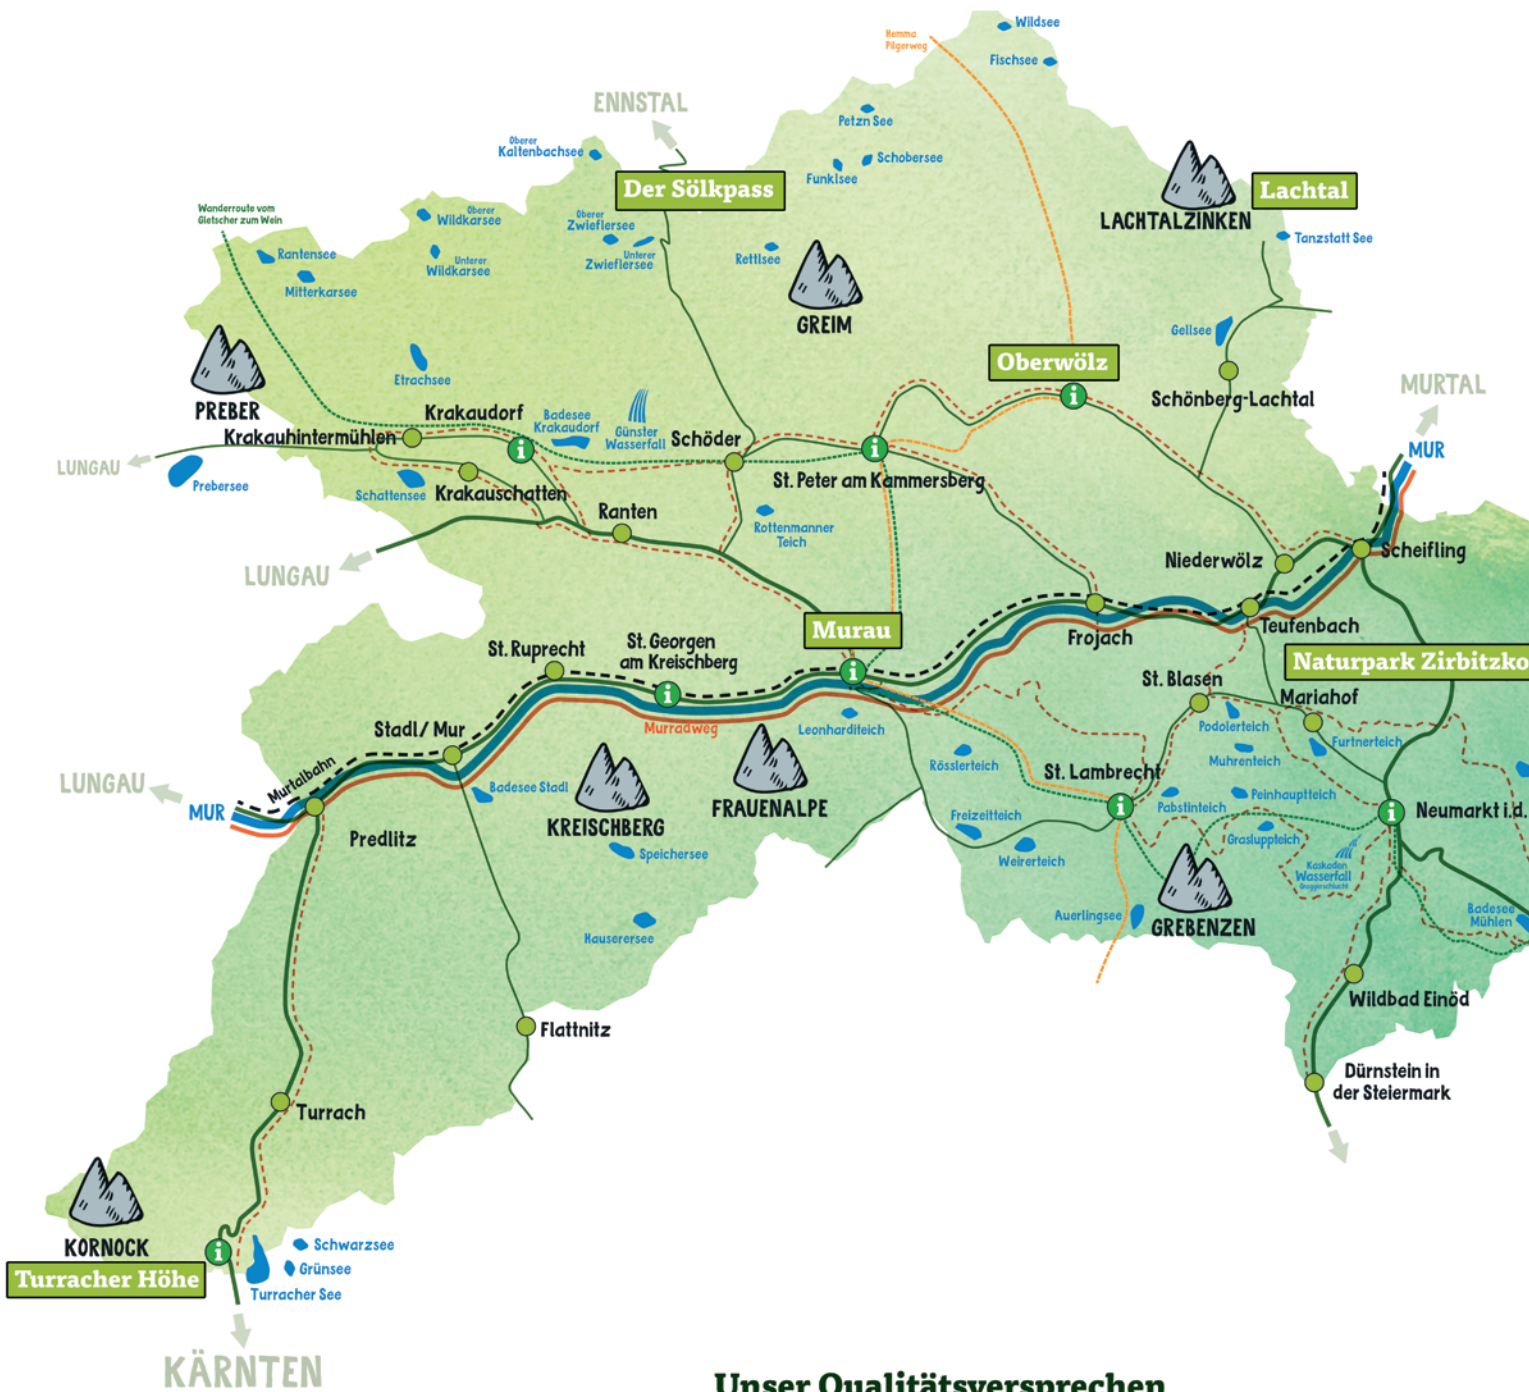 Wildsee
Hemma
Pilgerweg
Fischsee
ENNSTAL
Petzn See
Oberer
Kaltenbachsee
Schobersee
Funklsee
Der Sölkpass
Lachtal
LACHTALZINKEN
Wanderroute vom
Gletscher zum Wein
Oberer
Wildkarsee
Oberer
Zwieflersee
Tanzstatt See
Rantensee
Unterer
Wildkarsee
Unterer
Zwieflersee
Rettlsee
Mitterkarsee
GREIM
Gellsee
Oberwölz
Etrachsee
MURTAL
PREBER
Schönberg-Lachtal
Krakaudorf
Badesee
Krakaudorf
Günster
Wasserfall
Krakauhintermühlen
Schöder
MUR
LUNGAU
Prebersee
Schattensee
Krakauschatten
St. Peter am Kammersberg
Ranten
Rottenmanner
Teich
Scheifling
Niederwölz
LUNGAU
Murau
Teufenbach
Frojach
St. Ruprecht
St. Georgen
am Kreischberg
Naturpark Zirbitzko
St. Blasen
Mariahof
Stadl / Mur
Murradweg
Leonharditeich
Podolerteich
Furtnerteich
Murtalbahn
Rösslerteich
Muhrenteich
LUNGAU
St. Lambrecht
Badesee Stadl
MUR
Pabstinteich
Peinhauptteich
FRAUENALPE
Freizeitteich
Neumarkt i.d.
KREISCHBERG
Predlitz
Grasluppteich
Weirerteich
Speichersee
Kaskaden
Wasserfall
Graggerschlucht
Auerlingsee
Badesee
Mühlen
GREBENZEN
Hauserersee
Wildbad Einöd
Flattnitz
Dürnstein in
der Steiermark
Turrach
KORNOCK
Schwarzsee
Grünsee
Turracher Höhe
Turracher See
KÄRNTEN
Unser Qualitätsversprechen